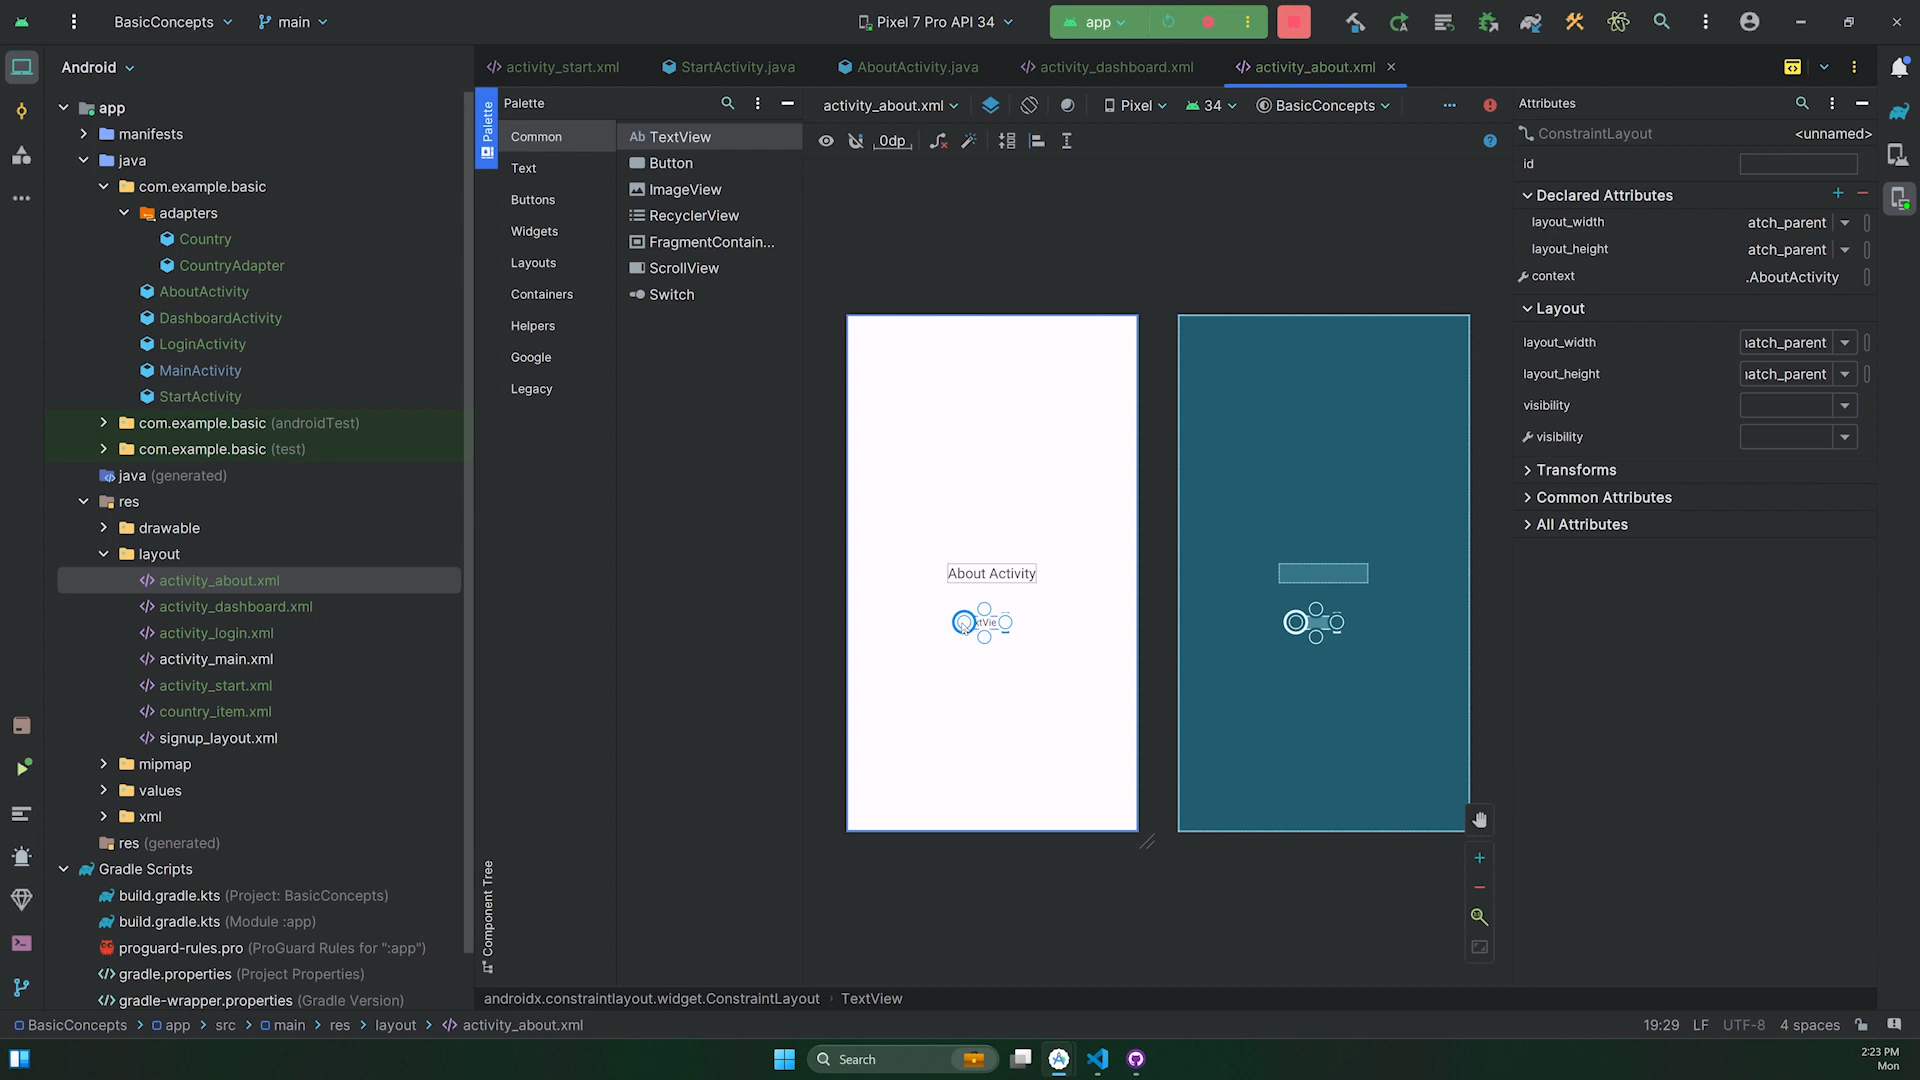 BasicConcepts
main
Pixel 7 Pro API 34
app
Android
activity_start.xml
StartActivity.java
AboutActivity.java
activity_dashboard.xml
activity_about.xml
app
manifests
java
com.example.basic
adapters
Country
CountryAdapter
AboutActivity
DashboardActivity
LoginActivity
MainActivity
StartActivity
com.example.basic (androidTest)
com.example.basic (test)
java (generated)
res
drawable
layout
activity_about.xml
activity_dashboard.xml
activity_login.xml
activity_main.xml
activity_start.xml
country_item.xml
signup_layout.xml
mipmap
values
xml
res (generated)
Gradle Scripts
build.gradle.kts (Project: BasicConcepts)
build.gradle.kts (Module :app)
proguard-rules.pro (ProGuard Rules for ":app")
gradle.properties (Project Properties)
gradle-wrapper.properties (Gradle Version)
Palette
Component Tree
Palette
Common
Text
Buttons
Widgets
Layouts
Containers
Helpers
Google
Legacy
Ab TextView
Button
ImageView
RecyclerView
FragmentContain...
ScrollView
Switch
activity_about.xml
Pixel
34
BasicConcepts
0dp
About Activity
xtVie
androidx.constraintlayout.widget.ConstraintLayout
TextView
Attributes
ConstraintLayout
<unnamed>
id
Declared Attributes
layout_width
atch_parent
layout_height
atch_parent
context
.AboutActivity
Layout
layout_width
atch_parent
layout_height
atch_parent
visibility
visibility
Transforms
Common Attributes
All Attributes
BasicConcepts
app
src
main
res
layout
activity_about.xml
19:29
LF
UTF-8
4 spaces
Search
2:23 PM
Mon